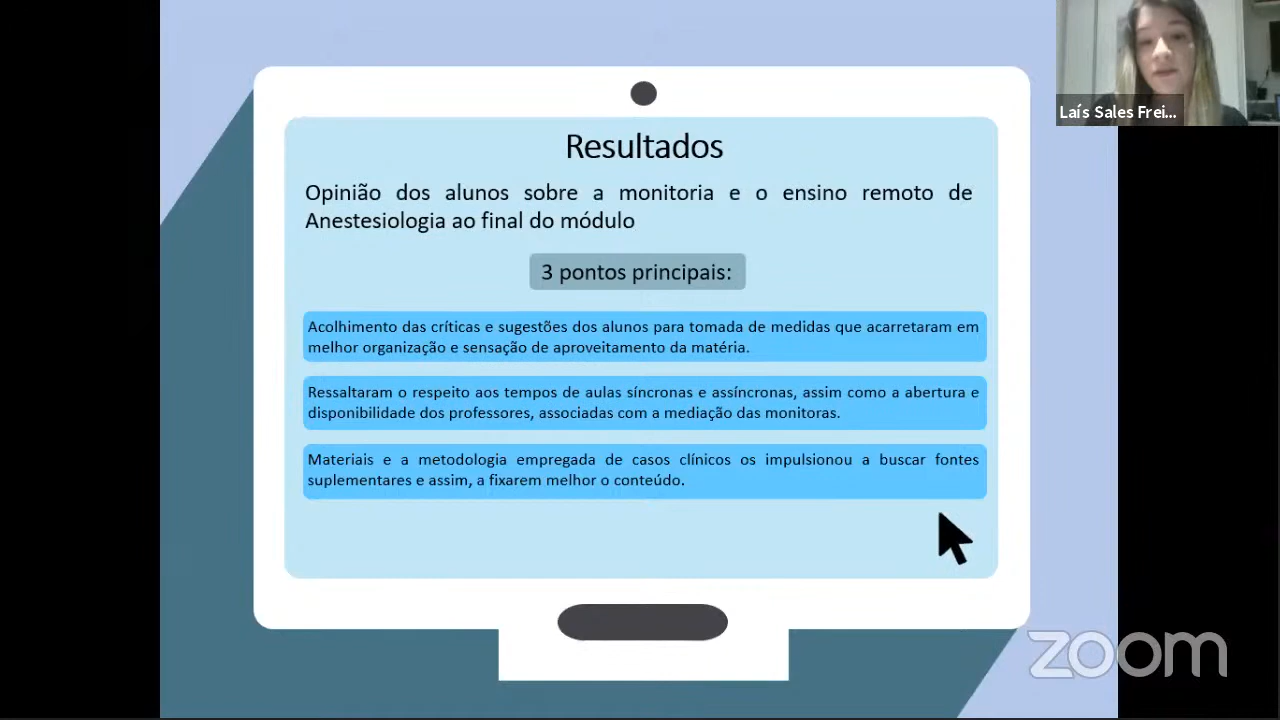 Laís Sales Frei...
Resultados
Opinião dos alunos sobre a monitoria e o ensino remoto de
Anestesiologia ao final do módulo
3 pontos principais:
Acolhimento das críticas e sugestões dos alunos para tomada de medidas que acarretaram em
melhor organização e sensação de aproveitamento da matéria.
Ressaltaram o respeito aos tempos de aulas síncronas e assíncronas, assim como a abertura e
disponibilidade dos professores, associadas com a mediação das monitoras.
Materiais e a metodologia empregada de casos clínicos os impulsionou a buscar fontes
suplementares e assim, a fixarem melhor o conteúdo.
zoom